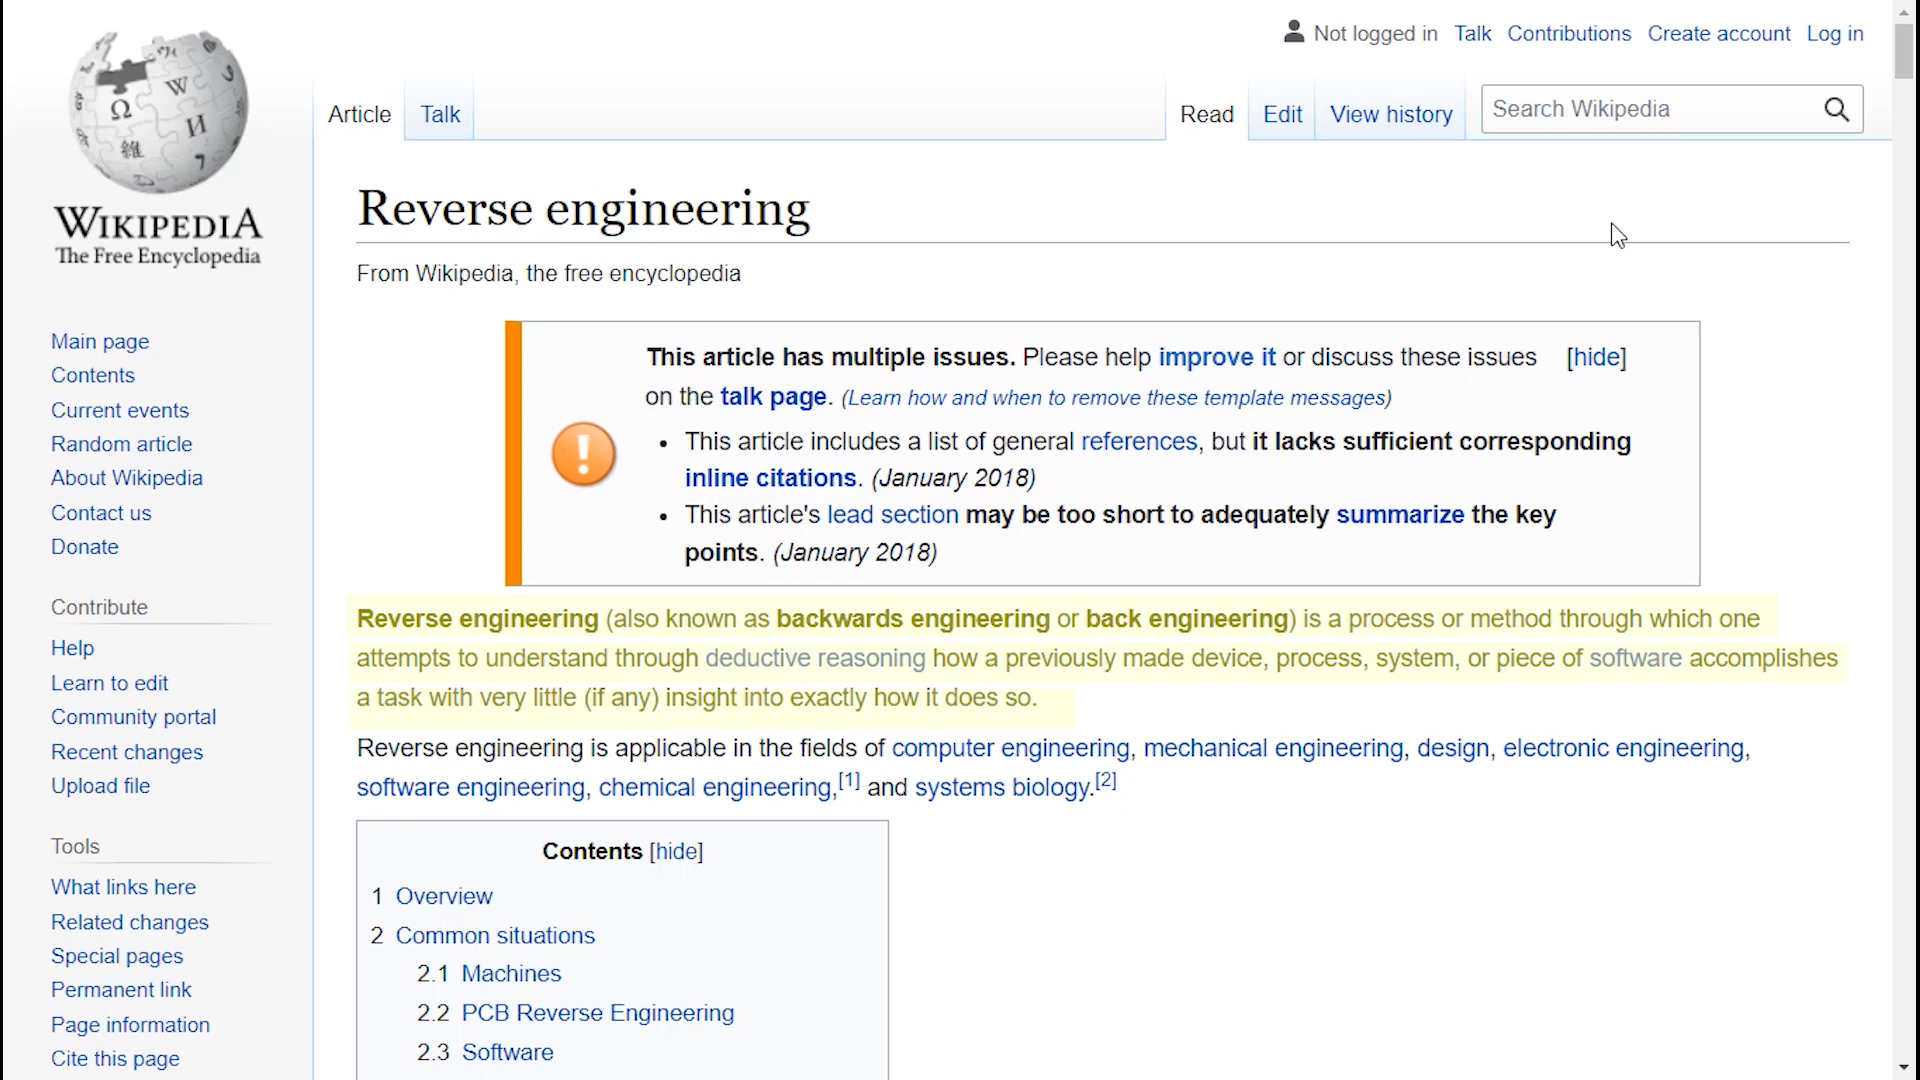 Not logged in Talk Contributions Create account Log in
Article Talk Read Edit View history Search Wikipedia
WIKIPEDIA
The Free Encyclopedia
Main page
Contents
Current events
Random article
About Wikipedia
Contact us
Donate
Contribute
Help
Learn to edit
Community portal
Recent changes
Upload file
Tools
What links here
Related changes
Special pages
Permanent link
Page information
Cite this page
Reverse engineering
From Wikipedia, the free encyclopedia
This article has multiple issues. Please help improve it or discuss these issues [hide]
on the talk page. (Learn how and when to remove these template messages)
• This article includes a list of general references, but it lacks sufficient corresponding
inline citations. (January 2018)
• This article's lead section may be too short to adequately summarize the key
points. (January 2018)
Reverse engineering (also known as backwards engineering or back engineering) is a process or method through which one
attempts to understand through deductive reasoning how a previously made device, process, system, or piece of software accomplishes
a task with very little (if any) insight into exactly how it does so.
Reverse engineering is applicable in the fields of computer engineering, mechanical engineering, design, electronic engineering,
software engineering, chemical engineering,[1] and systems biology.[2]
Contents [hide]
1 Overview
2 Common situations
2.1 Machines
2.2 PCB Reverse Engineering
2.3 Software